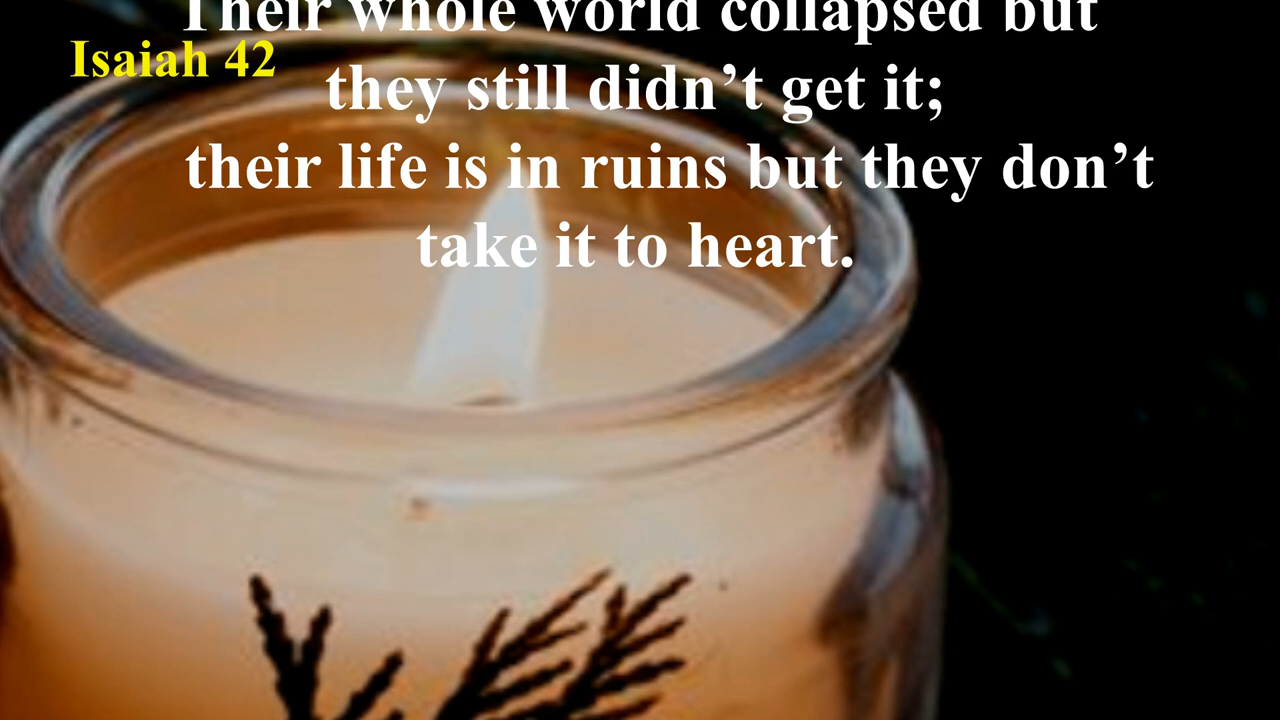 Their whole world collapsed but
Isaiah 42
they still didn’t get it;
their life is in ruins but they don’t
take it to heart.